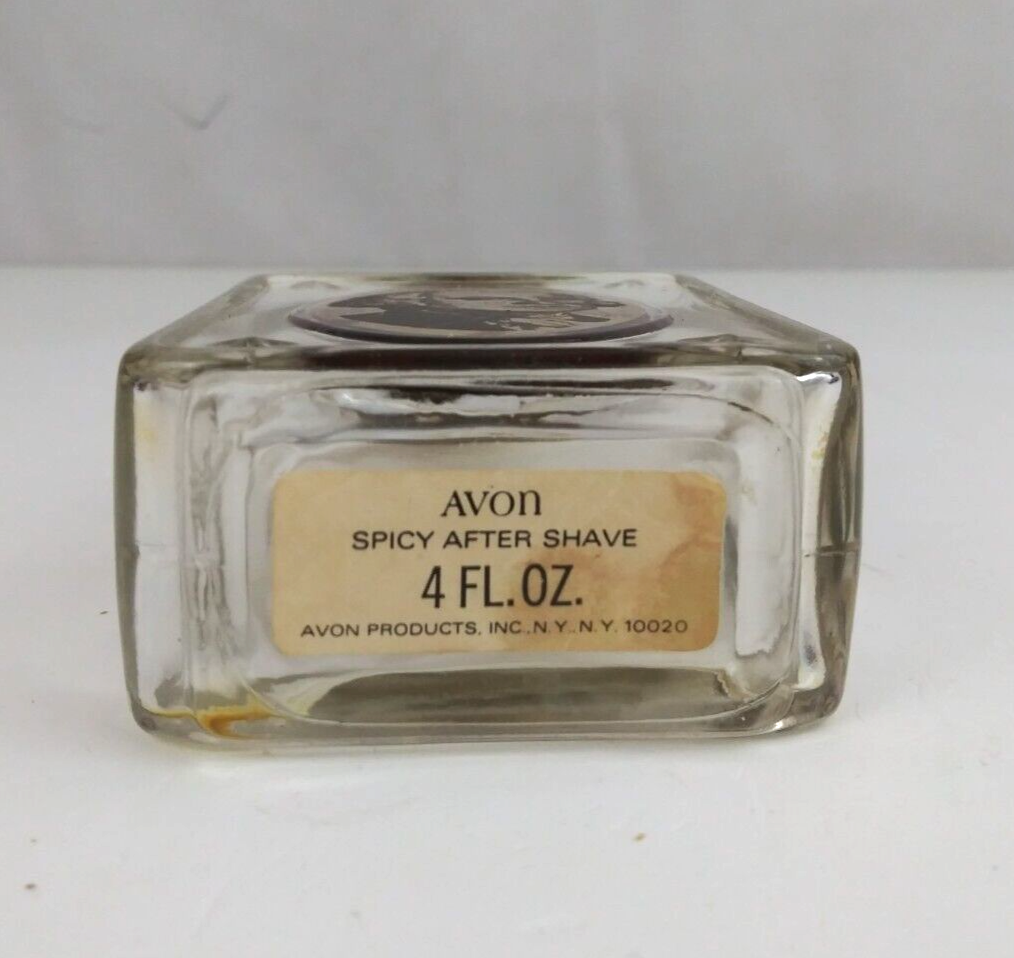 AVON
SPICY AFTER SHAVE
4 FL. OZ.
AVON PRODUCTS, INC., N.Y., N.Y. 10020